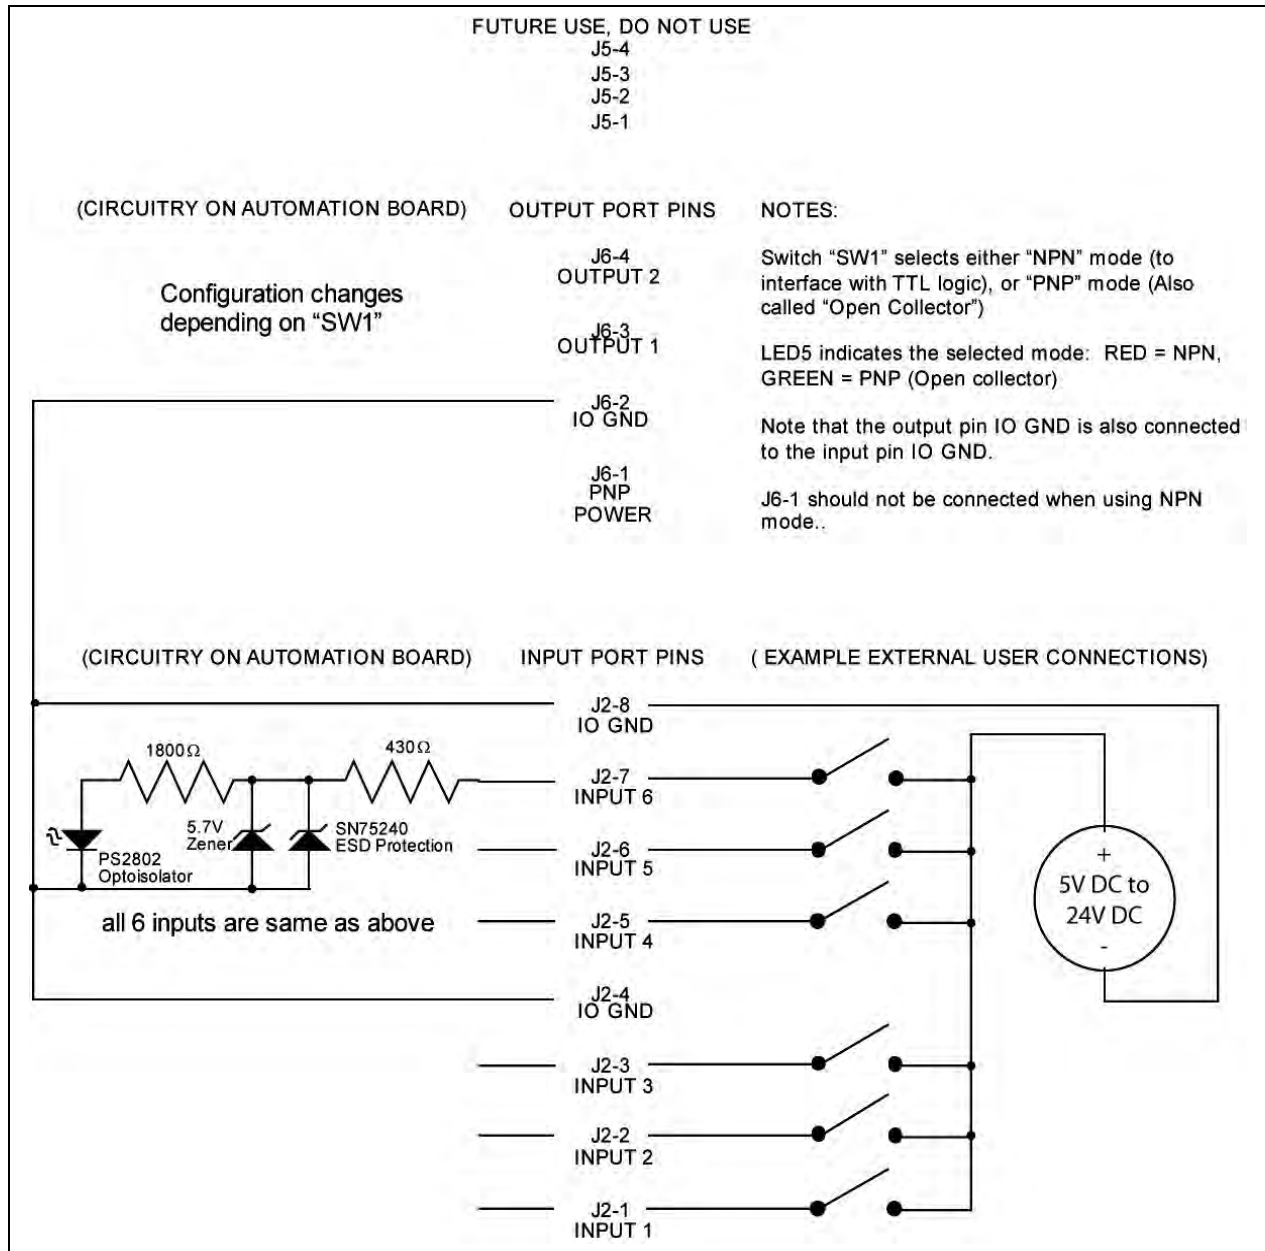 FUTURE USE, DO NOT USE
J5-4
J5-3
J5-2
J5-1
(CIRCUITRY ON AUTOMATION BOARD)
Configuration changes
depending on “SW1”
OUTPUT PORT PINS
J6-4
OUTPUT 2
J6-3
OUTPUT 1
J6-2
IO GND
J6-1
PNP
POWER
NOTES:
Switch “SW1” selects either “NPN” mode (to
interface with TTL logic), or “PNP” mode (Also
called “Open Collector”)
LED5 indicates the selected mode: RED = NPN,
GREEN = PNP (Open collector)
Note that the output pin IO GND is also connected
to the input pin IO GND.
J6-1 should not be connected when using NPN
mode..
(CIRCUITRY ON AUTOMATION BOARD)
1800Ω
430Ω
5.7V
Zener
SN75240
ESD Protection
PS2802
Optoisolator
all 6 inputs are same as above
INPUT PORT PINS
J2-8
IO GND
J2-7
INPUT 6
J2-6
INPUT 5
J2-5
INPUT 4
J2-4
IO GND
J2-3
INPUT 3
J2-2
INPUT 2
J2-1
INPUT 1
( EXAMPLE EXTERNAL USER CONNECTIONS)
+
5V DC to
24V DC
-